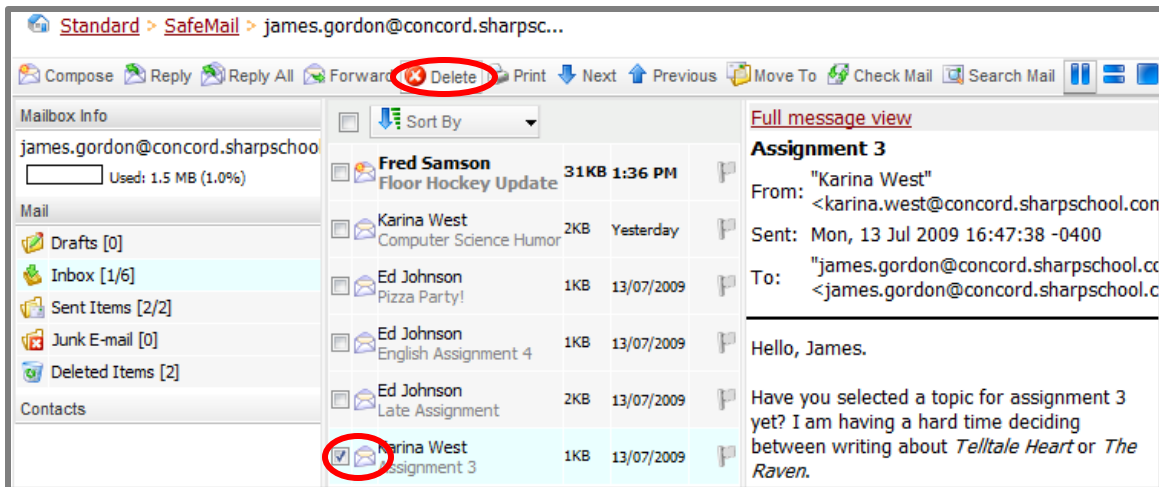 Standard > SafeMail > james.gordon@concord.sharpsc...
Compose Reply Reply All Forward Delete Print Next Previous Move To Check Mail Search Mail
Mailbox Info
james.gordon@concord.sharpschoo
Used: 1.5 MB (1.0%)
Mail
Drafts [0]
Inbox [1/6]
Sent Items [2/2]
Junk E-mail [0]
Deleted Items [2]
Contacts
Sort By
Fred Samson
Floor Hockey Update
31KB 1:36 PM
Karina West
Computer Science Humor
2KB Yesterday
Ed Johnson
Pizza Party!
1KB 13/07/2009
Ed Johnson
English Assignment 4
1KB 13/07/2009
Ed Johnson
Late Assignment
2KB 13/07/2009
Karina West
Assignment 3
1KB 13/07/2009
Full message view
Assignment 3
From: "Karina West"
<karina.west@concord.sharpschool.con
Sent: Mon, 13 Jul 2009 16:47:38 -0400
To: "james.gordon@concord.sharpschool.co
<james.gordon@concord.sharpschool.c
Hello, James.
Have you selected a topic for assignment 3
yet? I am having a hard time deciding
between writing about Telltale Heart or The
Raven.